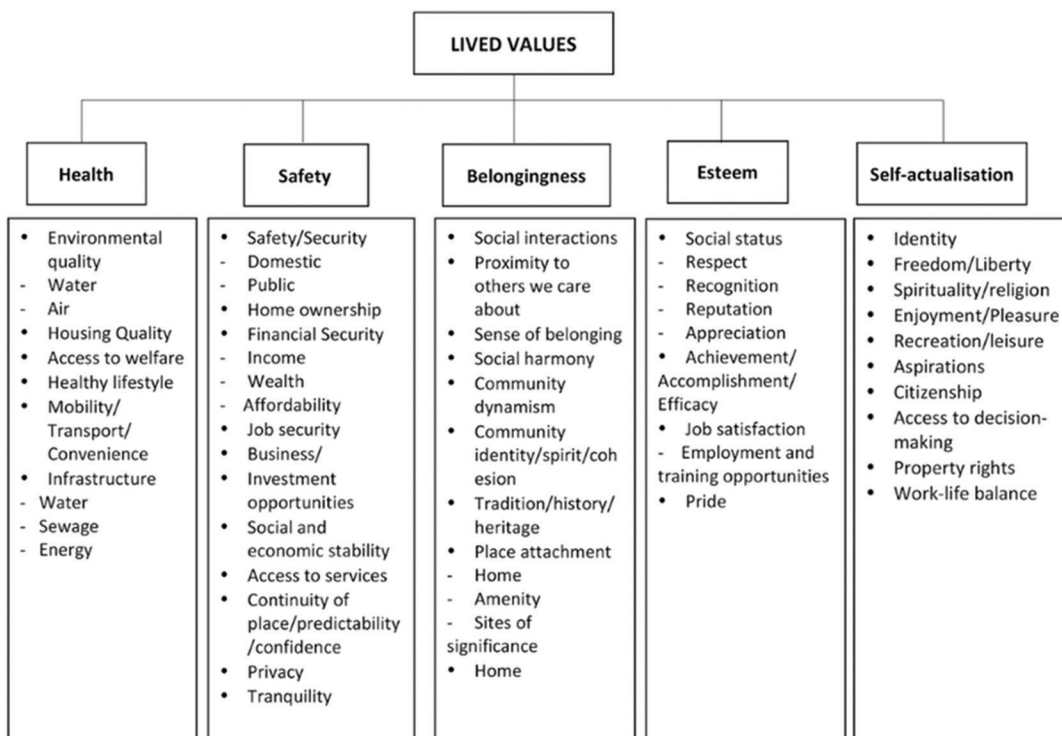 LIVED VALUES
Health
• Environmental
quality
- Water
- Air
• Housing Quality
• Access to welfare
• Healthy lifestyle
• Mobility/
Transport/
Convenience
• Infrastructure
- Water
- Sewage
- Energy
Safety
• Safety/Security
- Domestic
- Public
• Home ownership
• Financial Security
- Income
- Wealth
- Affordability
• Job security
• Business/
• Investment
opportunities
• Social and
economic stability
• Access to services
• Continuity of
place/predictability
/confidence
• Privacy
• Tranquility
Belongingness
• Social interactions
• Proximity to
others we care
about
• Sense of belonging
• Social harmony
• Community
dynamism
• Community
identity/spirit/coh
esion
• Tradition/history/
heritage
• Place attachment
- Home
- Amenity
- Sites of
significance
• Home
Esteem
• Social status
- Respect
- Recognition
- Reputation
- Appreciation
• Achievement/
Accomplishment/
Efficacy
• Job satisfaction
- Employment and
training opportunities
• Pride
Self-actualisation
• Identity
• Freedom/Liberty
• Spirituality/religion
• Enjoyment/Pleasure
• Recreation/leisure
• Aspirations
• Citizenship
• Access to decision-
making
• Property rights
• Work-life balance